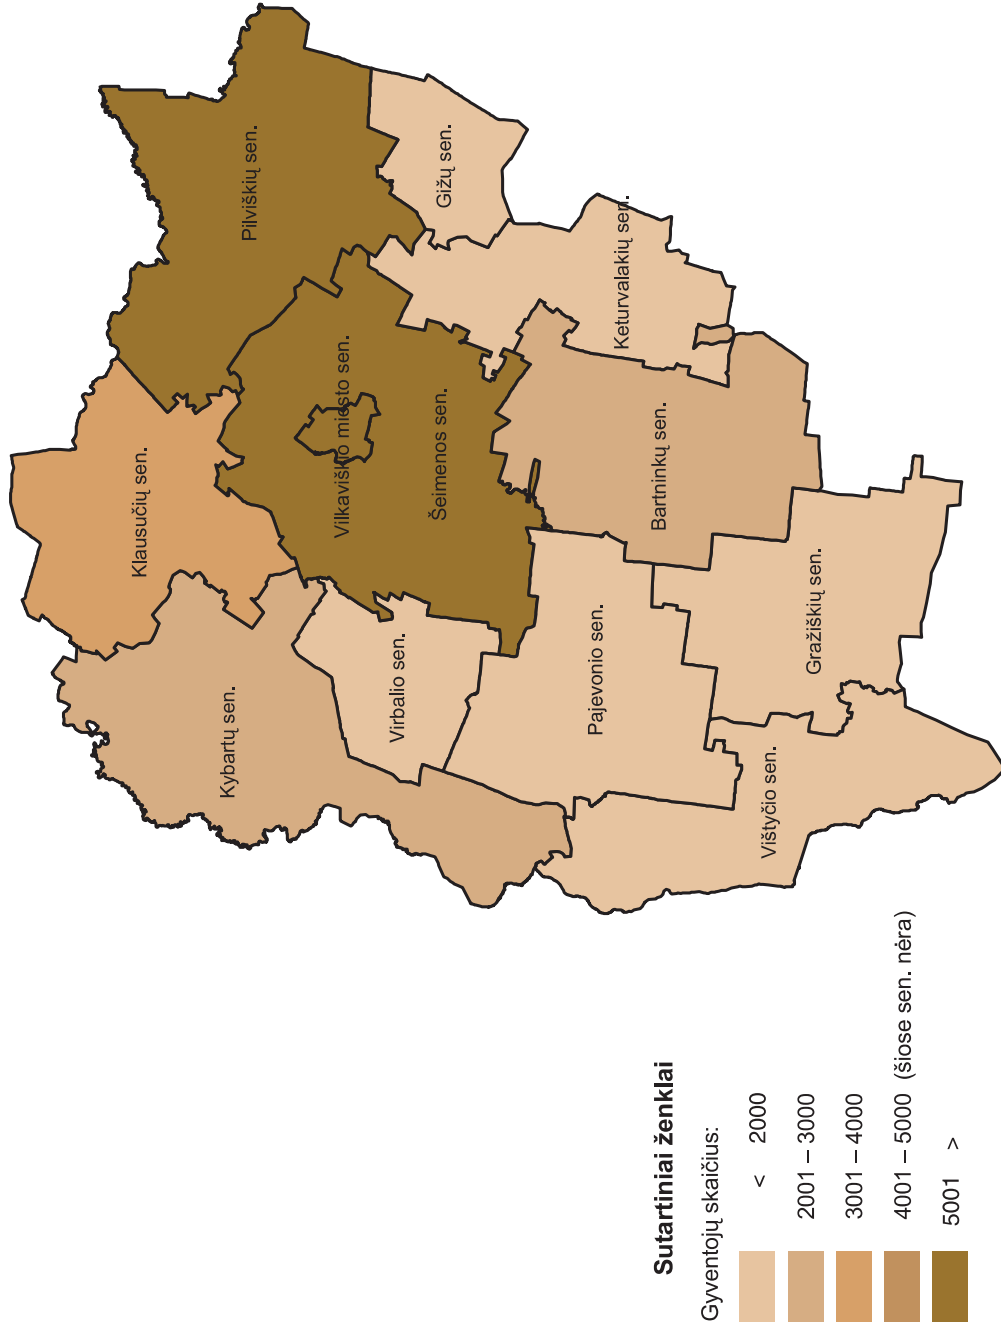 Pilviškių sen.
Gižų sen.
Keturvalakių sen.
Vilkaviškio miesto sen.
Šeimenos sen.
Klausučių sen.
Bartninkų sen.
Kybartų sen.
Virbalio sen.
Pajevonio sen.
Gražiškių sen.
Vištyčio sen.
Sutartiniai ženklai
Gyventojų skaičius:
< 2000
2001 – 3000
3001 – 4000
4001 – 5000 (šiose sen. nėra)
5001 >